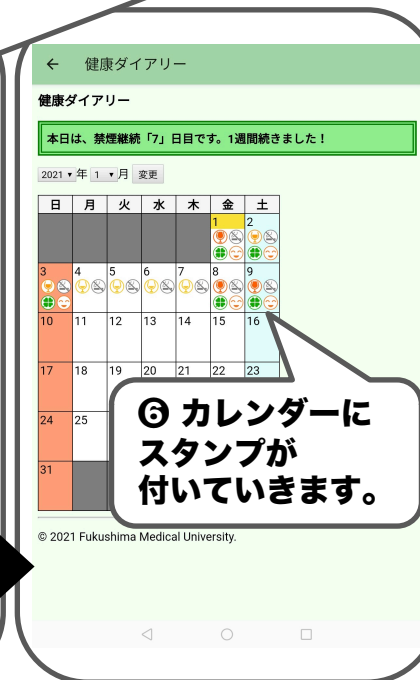 ← 健康ダイアリー
健康ダイアリー
本日は、禁煙継続「7」日目です。1週間続きました！
2021 年 1 月 変更
日 月 火 水 木 金 土
1 2
3 4 5 6 7 8 9
10 11 12 13 14 15 16
17 18 19 20 21 22 23
24 25
31
❻ カレンダーに
スタンプが
付いていきます。
© 2021 Fukushima Medical University.